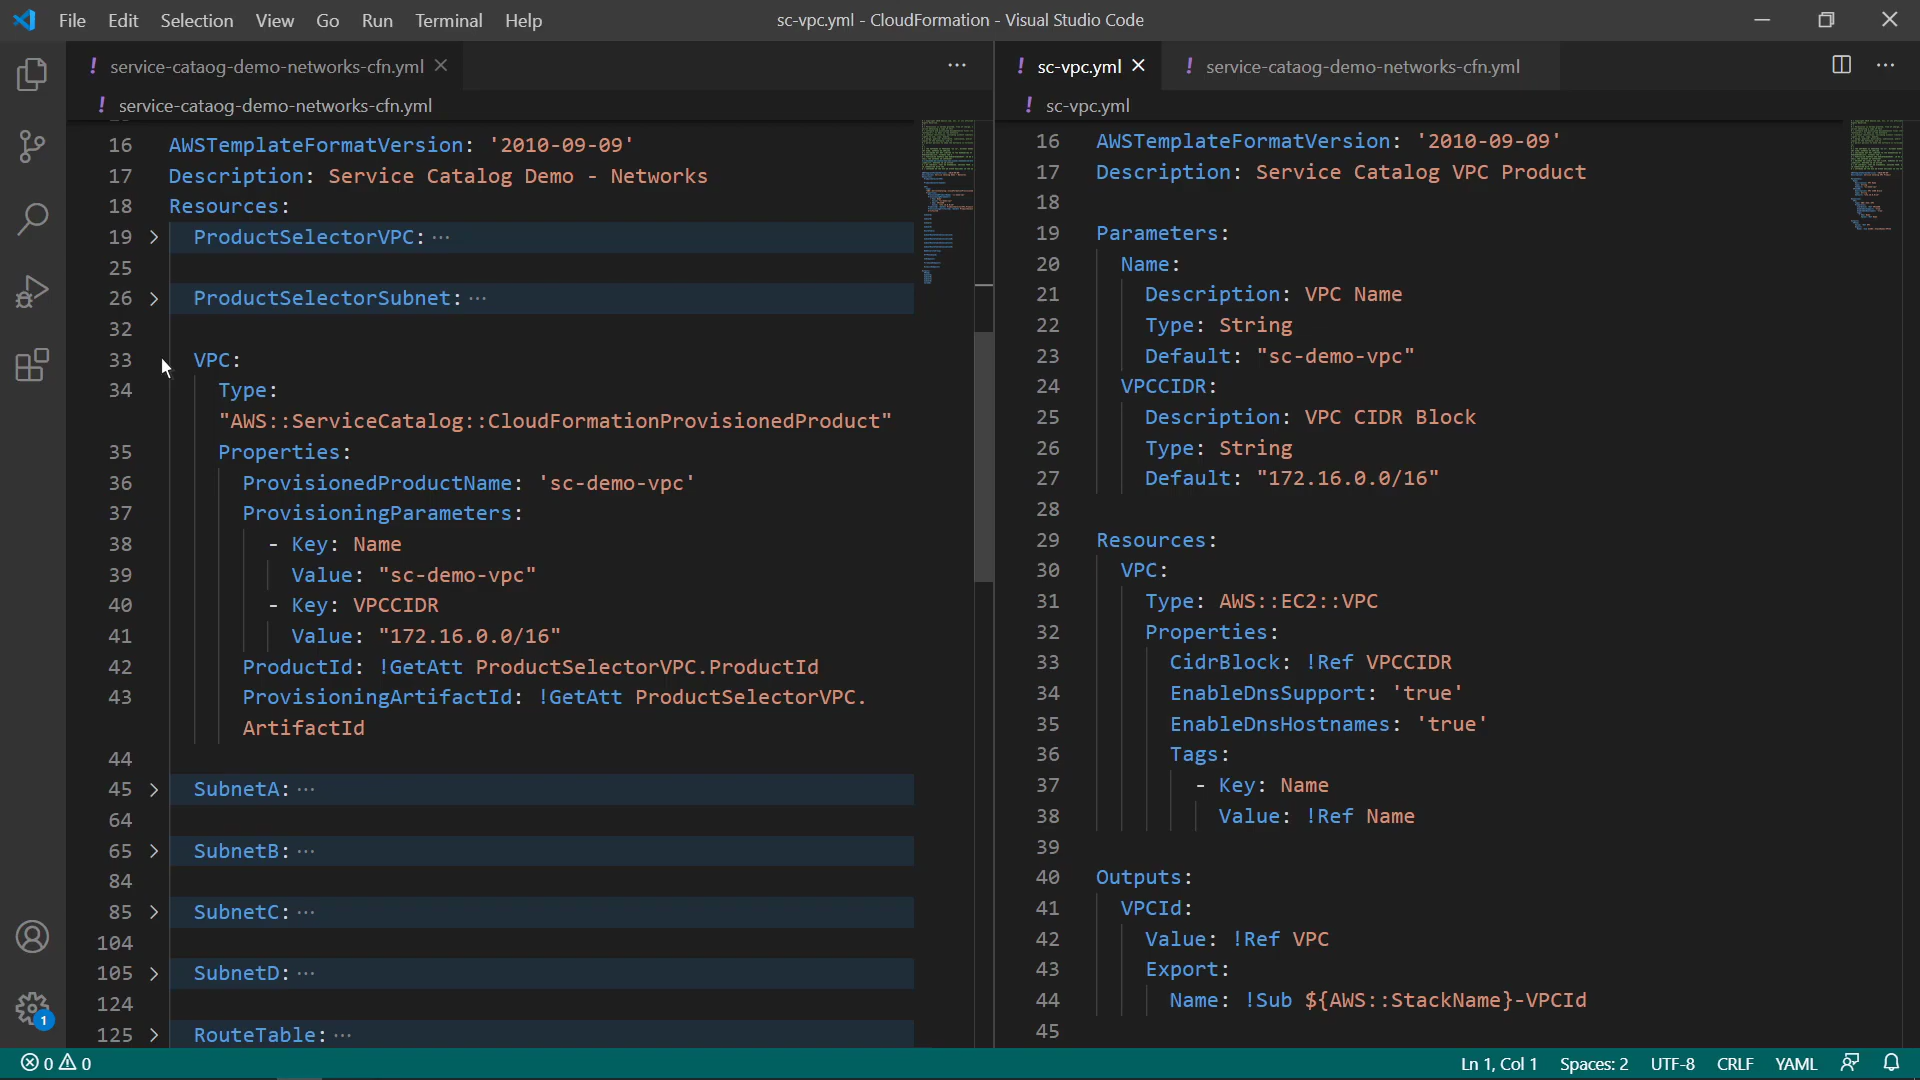 File Edit Selection View Go Run Terminal Help
sc-vpc.yml - CloudFormation - Visual Studio Code
! service-cataog-demo-networks-cfn.yml
! service-cataog-demo-networks-cfn.yml
16 AWSTemplateFormatVersion: '2010-09-09'
17 Description: Service Catalog Demo - Networks
18 Resources:
19 > ProductSelectorVPC: ···
25
26 > ProductSelectorSubnet: ···
32
33 VPC:
34 Type:
"AWS::ServiceCatalog::CloudFormationProvisionedProduct"
35 Properties:
36 ProvisionedProductName: 'sc-demo-vpc'
37 ProvisioningParameters:
38 - Key: Name
39 Value: "sc-demo-vpc"
40 - Key: VPCCIDR
41 Value: "172.16.0.0/16"
42 ProductId: !GetAtt ProductSelectorVPC.ProductId
43 ProvisioningArtifactId: !GetAtt ProductSelectorVPC.
ArtifactId
44
45 > SubnetA: ···
64
65 > SubnetB: ···
84
85 > SubnetC: ···
104
105 > SubnetD: ···
124
125 > RouteTable: ···
! sc-vpc.yml
! service-cataog-demo-networks-cfn.yml
! sc-vpc.yml
16 AWSTemplateFormatVersion: '2010-09-09'
17 Description: Service Catalog VPC Product
18
19 Parameters:
20 Name:
21 Description: VPC Name
22 Type: String
23 Default: "sc-demo-vpc"
24 VPCCIDR:
25 Description: VPC CIDR Block
26 Type: String
27 Default: "172.16.0.0/16"
28
29 Resources:
30 VPC:
31 Type: AWS::EC2::VPC
32 Properties:
33 CidrBlock: !Ref VPCCIDR
34 EnableDnsSupport: 'true'
35 EnableDnsHostnames: 'true'
36 Tags:
37 - Key: Name
38 Value: !Ref Name
39
40 Outputs:
41 VPCId:
42 Value: !Ref VPC
43 Export:
44 Name: !Sub ${AWS::StackName}-VPCId
45
1
0 0
Ln 1, Col 1 Spaces: 2 UTF-8 CRLF YAML